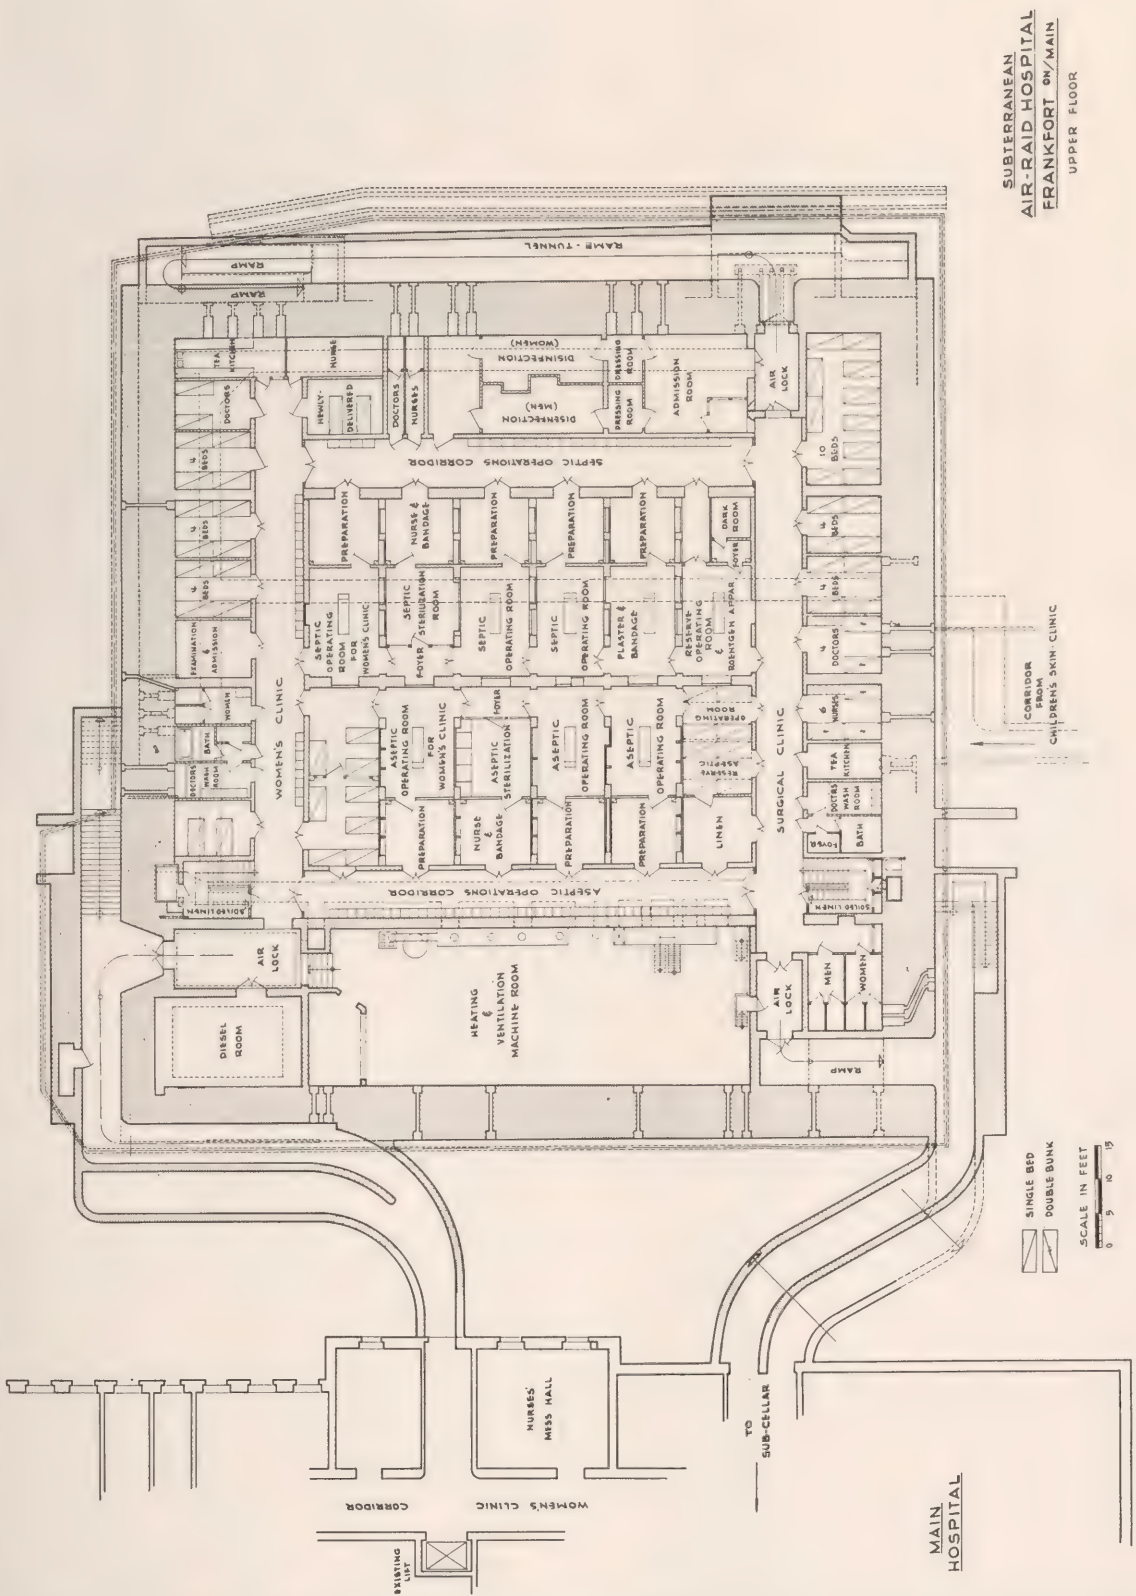 SUBTERRANEAN
AIR-RAID HOSPITAL
FRANKFORT ON/MAIN
UPPER FLOOR
RAMP - TUNNEL
RAMP
RAMP
TEA
KITCHEN
NURSE
DOCTORS
NEWLY-
DELIVERED
DOCTORS
NURSES
DISINFECTION
(WOMEN)
DISENFECTION
(MEN)
DRESSING
ROOM
DRESSING
ROOM
ADMISSION
ROOM
AIR
LOCK
SEPTIC OPERATIONS CORRIDOR
4
BEDS
4
BEDS
4
BEDS
EXAMINATION
&
ADMISSION
WOMEN
BATH
DOCTORS
WASH
ROOM
WOMEN'S CLINIC
PREPARATION
NURSE &
BANDAGE
PREPARATION
PREPARATION
PREPARATION
DARK
ROOM
FOYER
SEPTIC
OPERATING
ROOM
FOR
WOMEN'S CLINIC
SEPTIC
STERILIZATION
ROOM
FOYER
SEPTIC
OPERATING ROOM
SEPTIC
OPERATING ROOM
PLASTER &
BANDAGE
RESERVE
OPERATING
ROOM
&
ROENTGEN APPAR
10
BEDS
4
BEDS
4
BEDS
4
DOCTORS
6
NURSES
TEA
KITCHEN
DOCTRS
WASH
ROOM
FOYER
BATH
SURGICAL CLINIC
ASEPTIC
OPERATING ROOM
FOR
WOMEN'S CLINIC
FOYER
ASEPTIC
STERILIZATION
ASEPTIC
OPERATING ROOM
ASEPTIC
OPERATING ROOM
RESERVE
ASEPTIC
OPERATING
ROOM
PREPARATION
NURSE
&
BANDAGE
PREPARATION
PREPARATION
LINEN
ASEPTIC OPERATIONS CORRIDOR
SOILED LINEN
SOILED LINEN
AIR
LOCK
DIESEL
ROOM
HEATING
&
VENTILATION
MACHINE ROOM
AIR
LOCK
MEN
WOMEN
RAMP
CORRIDOR
FROM
CHILDREN'S SKIN-CLINIC
SINGLE BED
DOUBLE BUNK
SCALE IN FEET
0 5 10 15
NURSES'
MESS HALL
TO
SUB-CELLAR
CORRIDOR
WOMEN'S CLINIC
EXISTING
LIFT
MAIN
HOSPITAL